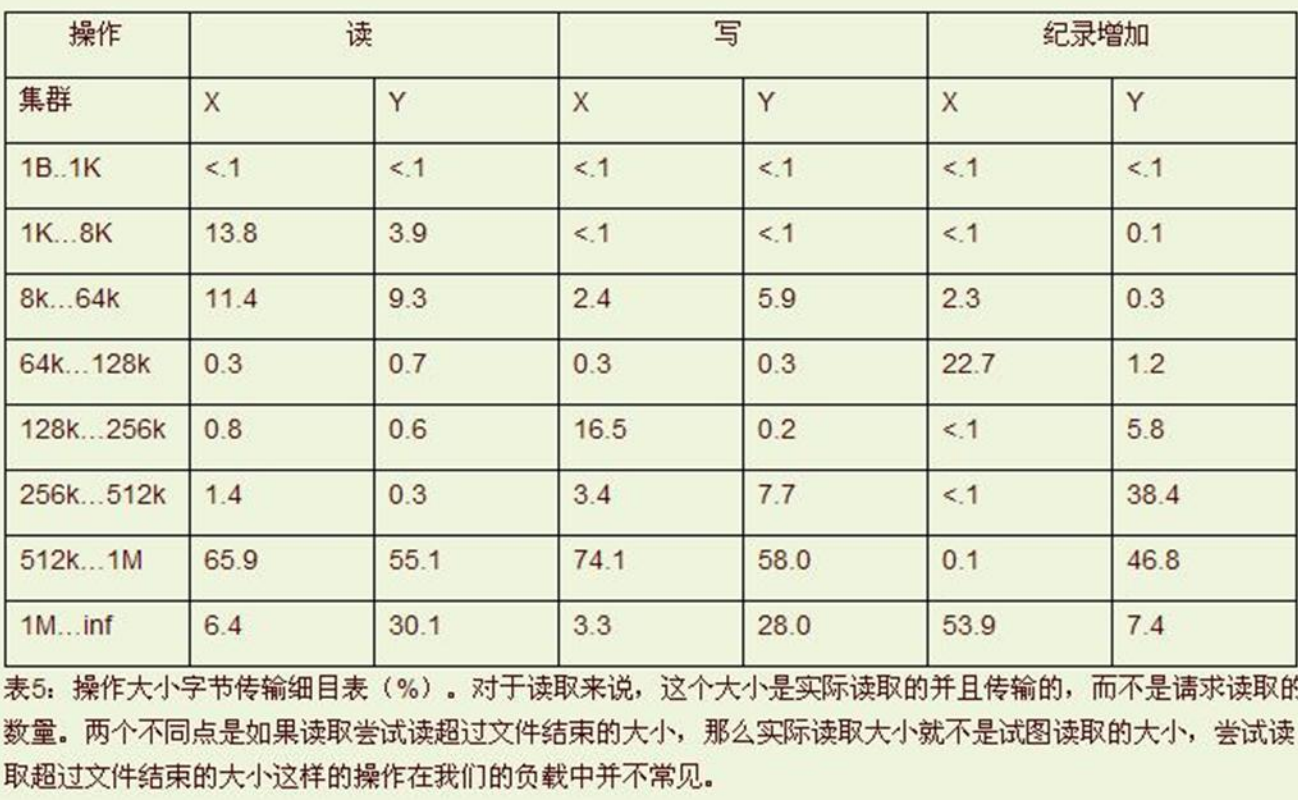 操作 读 写 纪录增加
集群 X Y X Y X Y
1B..1K <.1 <.1 <.1 <.1 <.1 <.1
1K...8K 13.8 3.9 <.1 <.1 <.1 0.1
8k...64k 11.4 9.3 2.4 5.9 2.3 0.3
64k...128k 0.3 0.7 0.3 0.3 22.7 1.2
128k...256k 0.8 0.6 16.5 0.2 <.1 5.8
256k...512k 1.4 0.3 3.4 7.7 <.1 38.4
512k...1M 65.9 55.1 74.1 58.0 0.1 46.8
1M...inf 6.4 30.1 3.3 28.0 53.9 7.4
表5：操作大小字节传输细目表（%）。对于读取来说，这个大小是实际读取的并且传输的，而不是请求读取的
数量。两个不同点是如果读取尝试读超过文件结束的大小，那么实际读取大小就不是试图读取的大小，尝试读
取超过文件结束的大小这样的操作在我们的负载中并不常见。